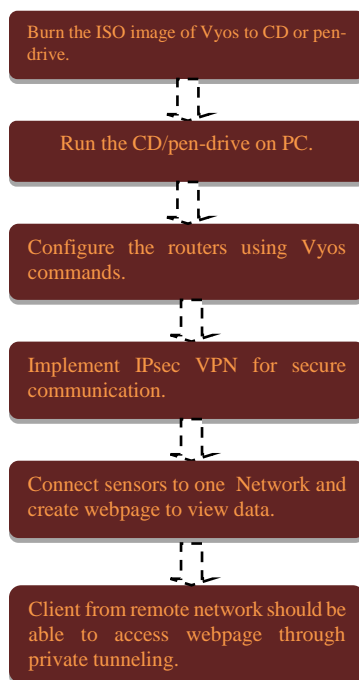 Burn the ISO image of Vyos to CD or pen-
drive.
Run the CD/pen-drive on PC.
Configure the routers using Vyos
commands.
Implement IPsec VPN for secure
communication.
Connect sensors to one Network and
create webpage to view data.
Client from remote network should be
able to access webpage through
private tunneling.